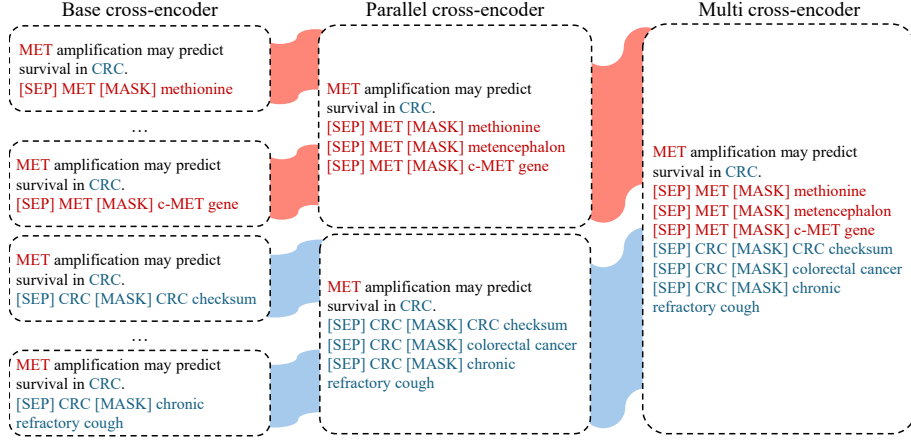 Base cross-encoder
MET amplification may predict
survival in CRC.
[SEP] MET [MASK] methionine
...
MET amplification may predict
survival in CRC.
[SEP] MET [MASK] c-MET gene
MET amplification may predict
survival in CRC.
[SEP] CRC [MASK] CRC checksum
...
MET amplification may predict
survival in CRC.
[SEP] CRC [MASK] chronic
refractory cough
Parallel cross-encoder
MET amplification may predict
survival in CRC.
[SEP] MET [MASK] methionine
[SEP] MET [MASK] metencephalon
[SEP] MET [MASK] c-MET gene
MET amplification may predict
survival in CRC.
[SEP] CRC [MASK] CRC checksum
[SEP] CRC [MASK] colorectal cancer
[SEP] CRC [MASK] chronic
refractory cough
Multi cross-encoder
MET amplification may predict
survival in CRC.
[SEP] MET [MASK] methionine
[SEP] MET [MASK] metencephalon
[SEP] MET [MASK] c-MET gene
[SEP] CRC [MASK] CRC checksum
[SEP] CRC [MASK] colorectal cancer
[SEP] CRC [MASK] chronic
refractory cough